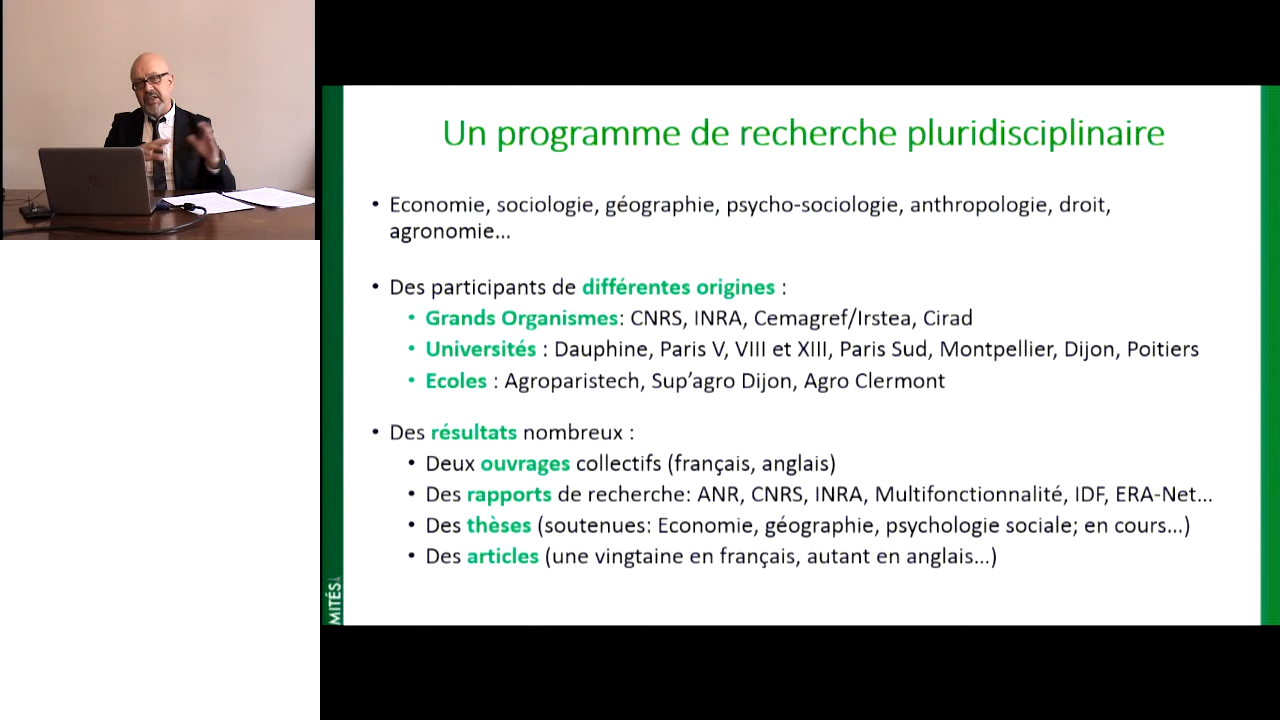 Un programme de recherche pluridisciplinaire
• Economie, sociologie, géographie, psycho-sociologie, anthropologie, droit,
agronomie...
• Des participants de différentes origines :
• Grands Organismes: CNRS, INRA, Cemagref/Irstea, Cirad
• Universités : Dauphine, Paris V, VIII et XIII, Paris Sud, Montpellier, Dijon, Poitiers
• Ecoles : Agroparistech, Sup’agro Dijon, Agro Clermont
• Des résultats nombreux :
• Deux ouvrages collectifs (français, anglais)
• Des rapports de recherche: ANR, CNRS, INRA, Multifonctionnalité, IDF, ERA-Net...
• Des thèses (soutenues: Economie, géographie, psychologie sociale; en cours...)
• Des articles (une vingtaine en français, autant en anglais...)
MITÉS